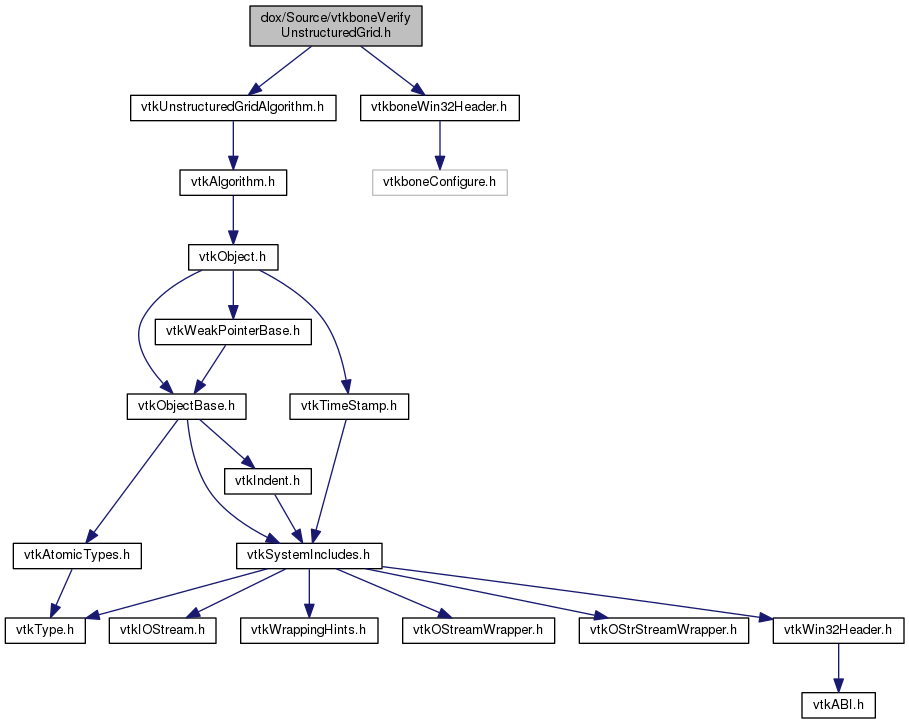 dox/Source/vtkboneVerify
UnstructuredGrid.h
vtkUnstructuredGridAlgorithm.h
vtkboneWin32Header.h
vtkAlgorithm.h
vtkboneConfigure.h
vtkObject.h
vtkWeakPointerBase.h
vtkObjectBase.h
vtkTimeStamp.h
vtkIndent.h
vtkAtomicTypes.h
vtkSystemIncludes.h
vtkType.h
vtkIOStream.h
vtkWrappingHints.h
vtkOStreamWrapper.h
vtkOStrStreamWrapper.h
vtkWin32Header.h
vtkABI.h